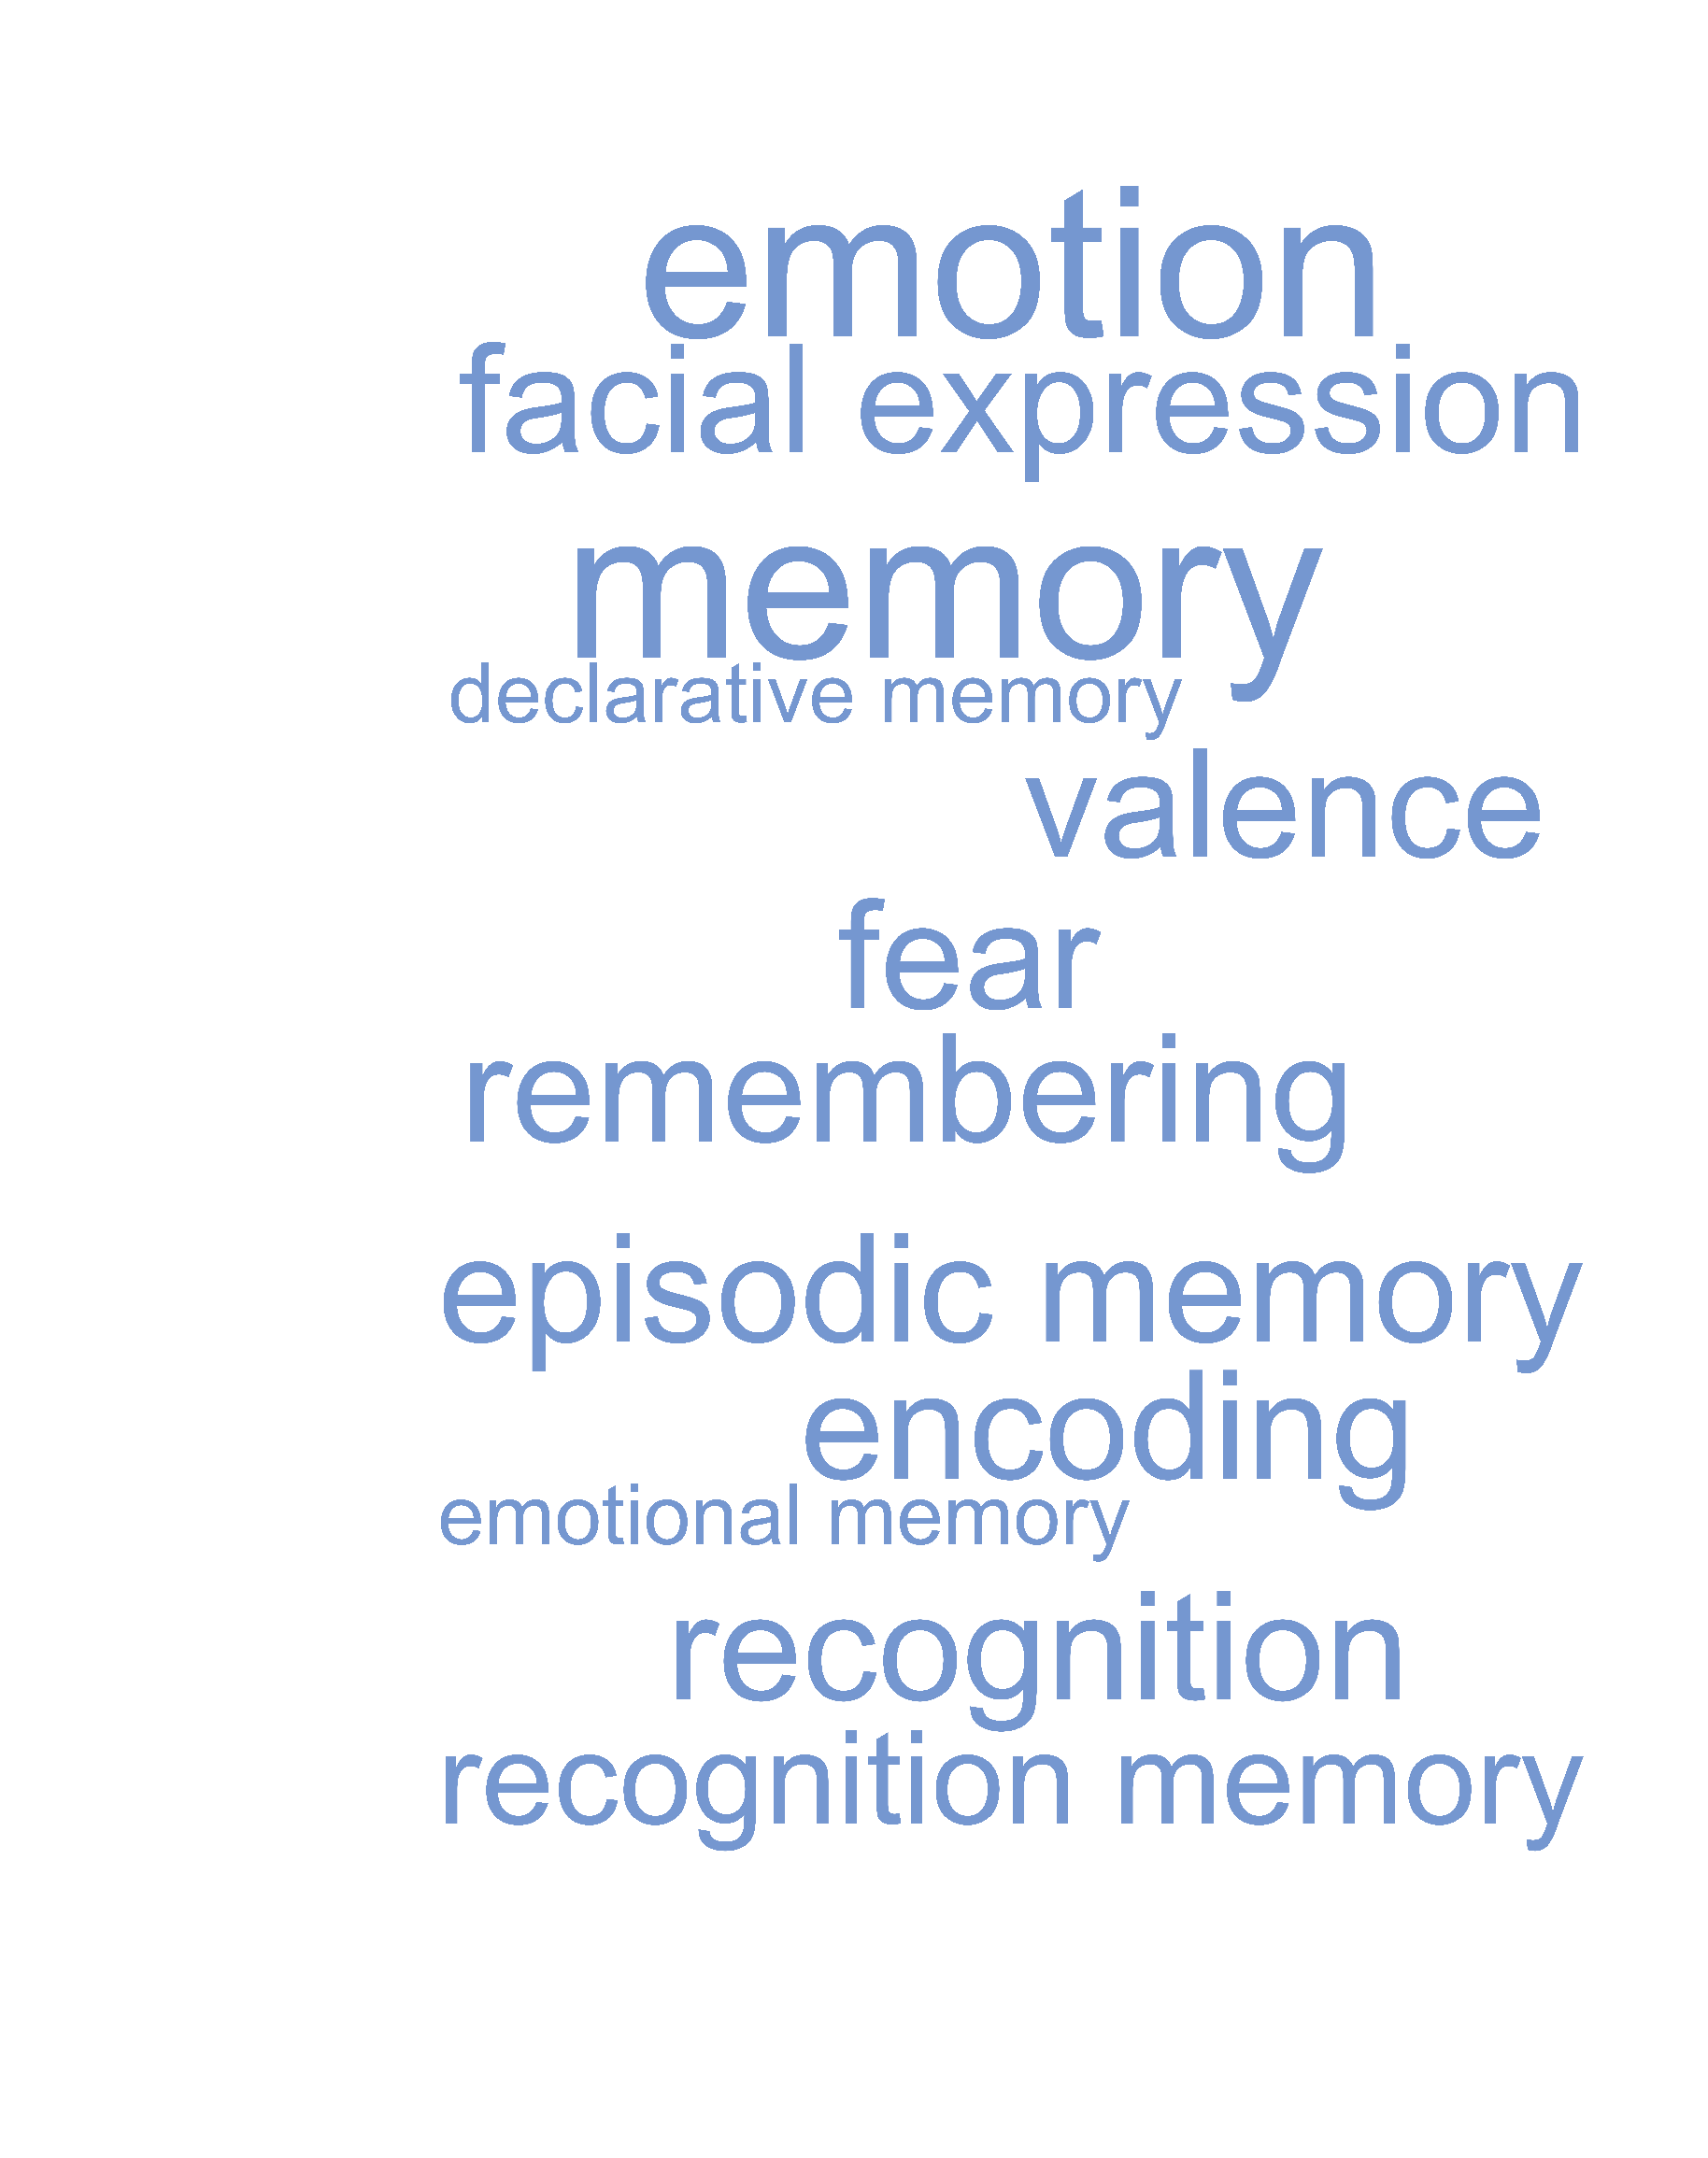 emotion
facial expression
memory
declarative memory
valence
fear
remembering
episodic memory
encoding
emotional memory
recognition
recognition memory